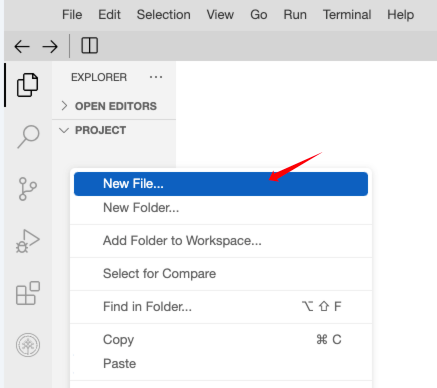 File Edit Selection View Go Run Terminal Help
EXPLORER ...
OPEN EDITORS
PROJECT
New File...
New Folder...
Add Folder to Workspace...
Select for Compare
Find in Folder... ⌥⇧F
Copy ⌘C
Paste